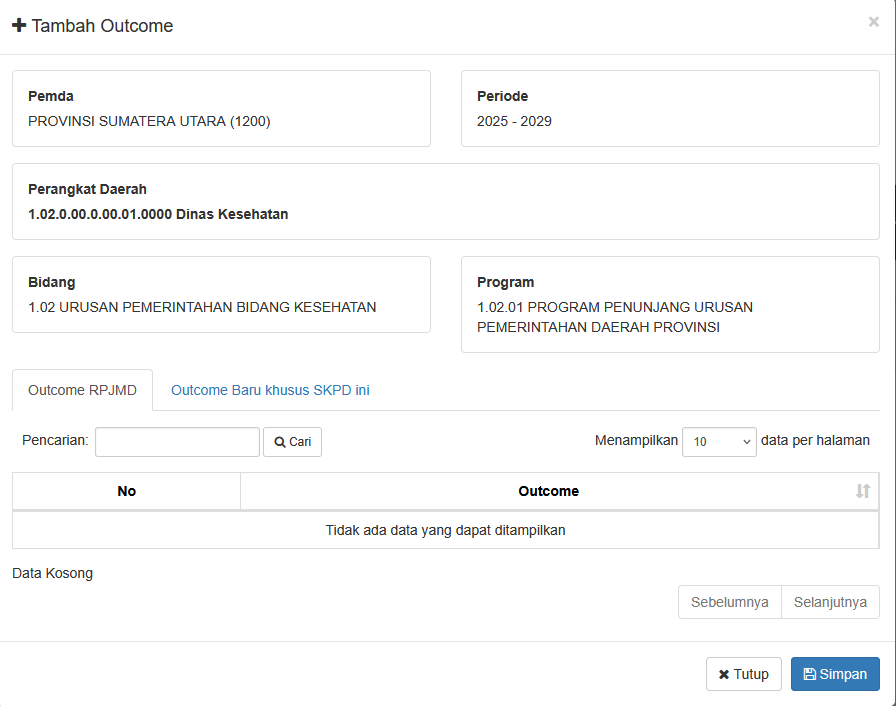 Tambah Outcome
×
Pemda
PROVINSI SUMATERA UTARA (1200)
Periode
2025 - 2029
Perangkat Daerah
1.02.0.00.0.00.01.0000 Dinas Kesehatan
Bidang
1.02 URUSAN PEMERINTAHAN BIDANG KESEHATAN
Program
1.02.01 PROGRAM PENUNJANG URUSAN
PEMERINTAHAN DAERAH PROVINSI
Outcome RPJMD
Outcome Baru khusus SKPD ini
Pencarian:
Cari
Menampilkan 10 data per halaman
No
Outcome
Tidak ada data yang dapat ditampilkan
Data Kosong
Sebelumnya
Selanjutnya
Tutup
Simpan